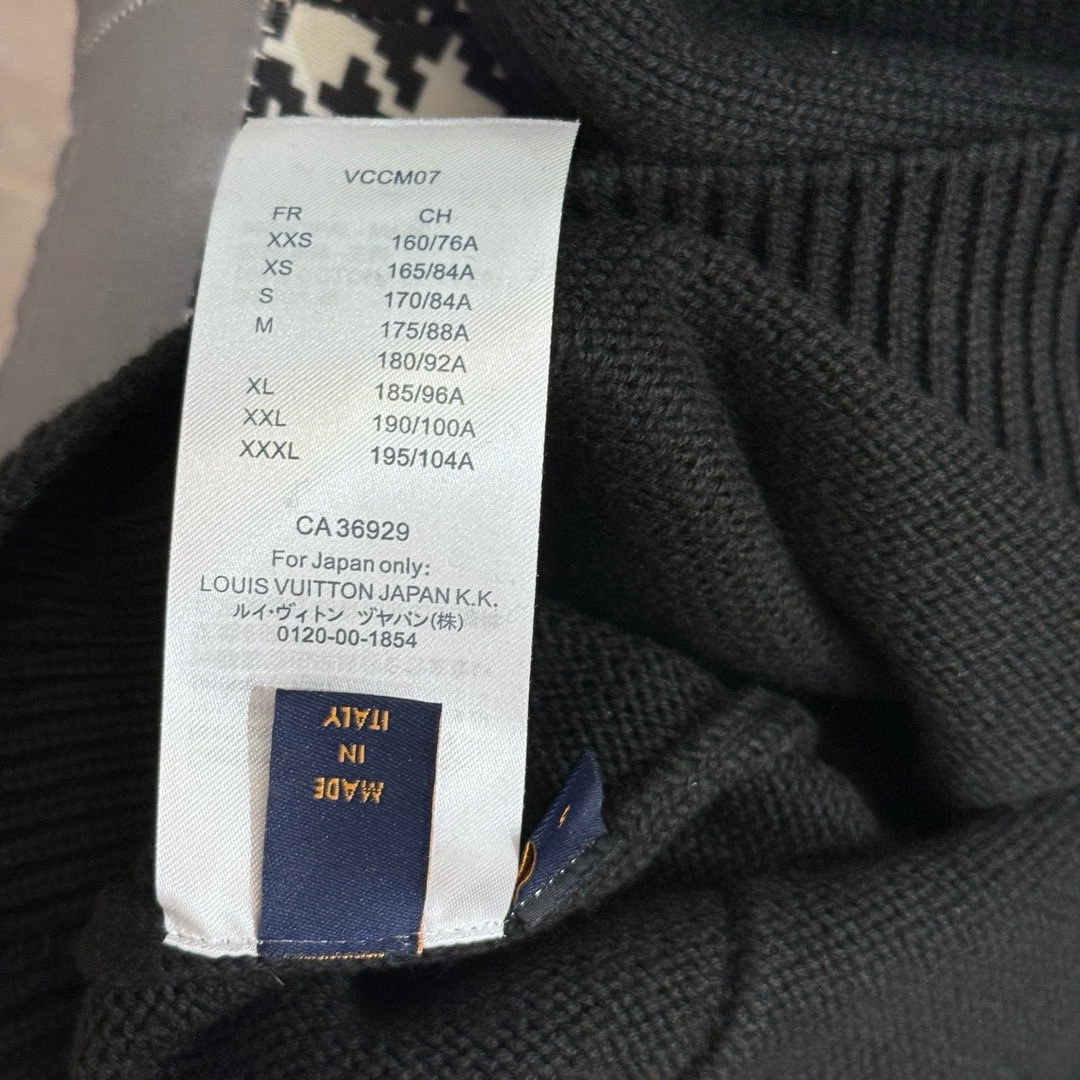 VCCM07
FR CH
XXS 160/76A
XS 165/84A
S 170/84A
M 175/88A
180/92A
XL 185/96A
XXL 190/100A
XXXL 195/104A
CA 36929
For Japan only:
LOUIS VUITTON JAPAN K.K.
ルイ・ヴィトン ヅヤパン(株)
0120-00-1854
MADE
IN
ITALY